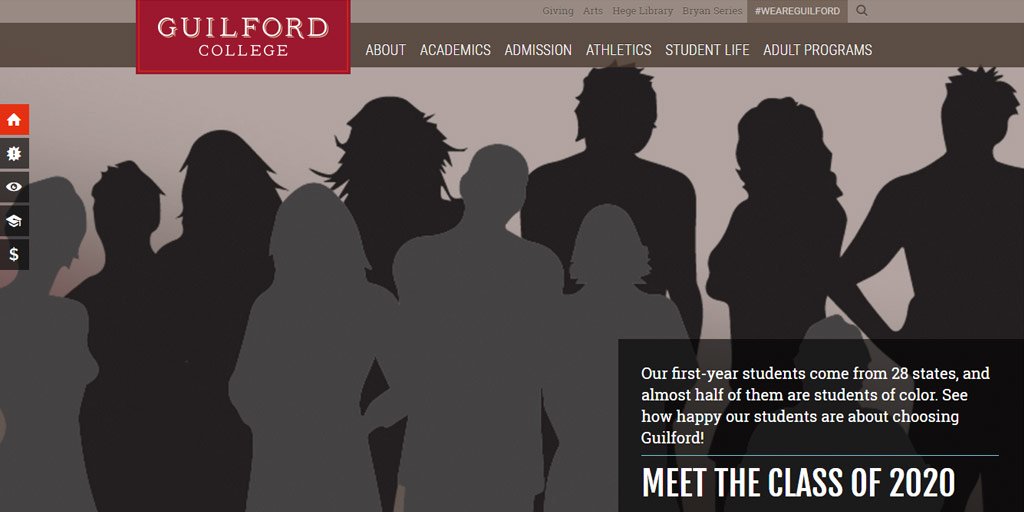 Giving Arts Hege Library Bryan Series #WEAREGUILFORD
GUILFORD
COLLEGE
ABOUT ACADEMICS ADMISSION ATHLETICS STUDENT LIFE ADULT PROGRAMS
$
Our first-year students come from 28 states, and
almost half of them are students of color. See
how happy our students are about choosing
Guilford!
MEET THE CLASS OF 2020